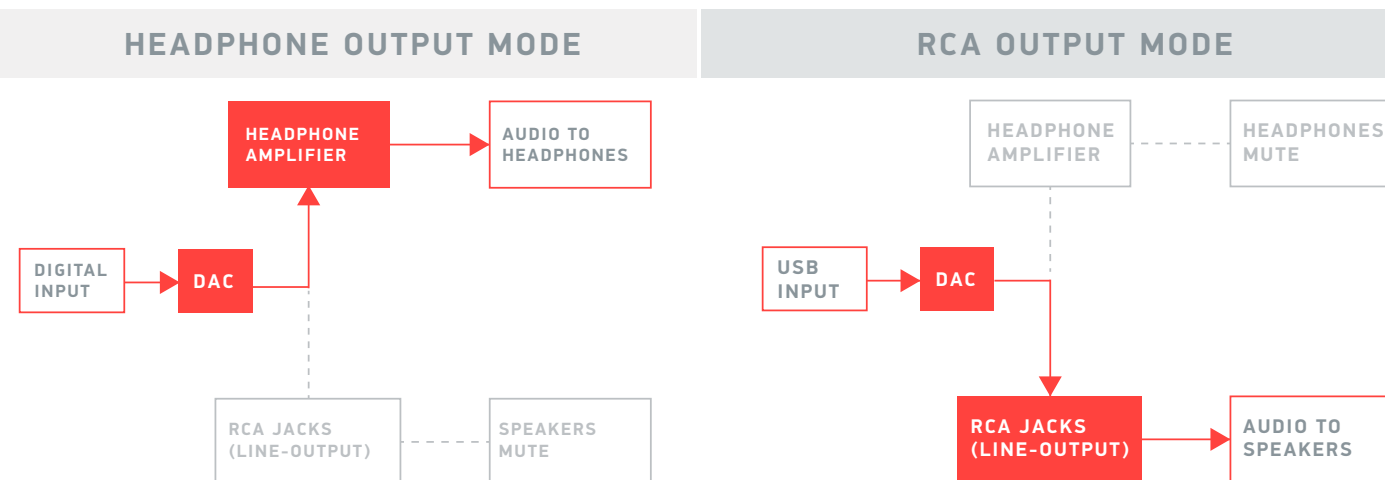 HEADPHONE OUTPUT MODE
HEADPHONE
AMPLIFIER
AUDIO TO
HEADPHONES
DIGITAL
INPUT
DAC
RCA JACKS
(LINE-OUTPUT)
SPEAKERS
MUTE
RCA OUTPUT MODE
HEADPHONE
AMPLIFIER
HEADPHONES
MUTE
USB
INPUT
DAC
RCA JACKS
(LINE-OUTPUT)
AUDIO TO
SPEAKERS